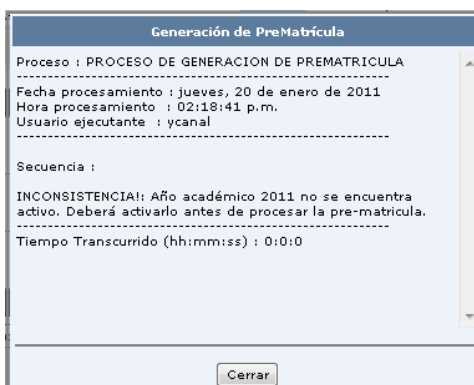 Generación de PreMatrícula
Proceso : PROCESO DE GENERACION DE PREMATRICULA
------------------------------------------------------------
Fecha procesamiento : jueves, 20 de enero de 2011
Hora procesamiento : 02:18:41 p.m.
Usuario ejecutante : ycanal
------------------------------------------------------------
Secuencia :
INCONSISTENCIA!: Año académico 2011 no se encuentra
activo. Deberá activarlo antes de procesar la pre-matricula.
------------------------------------------------------------
Tiempo Transcurrido (hh:mm:ss) : 0:0:0
Cerrar